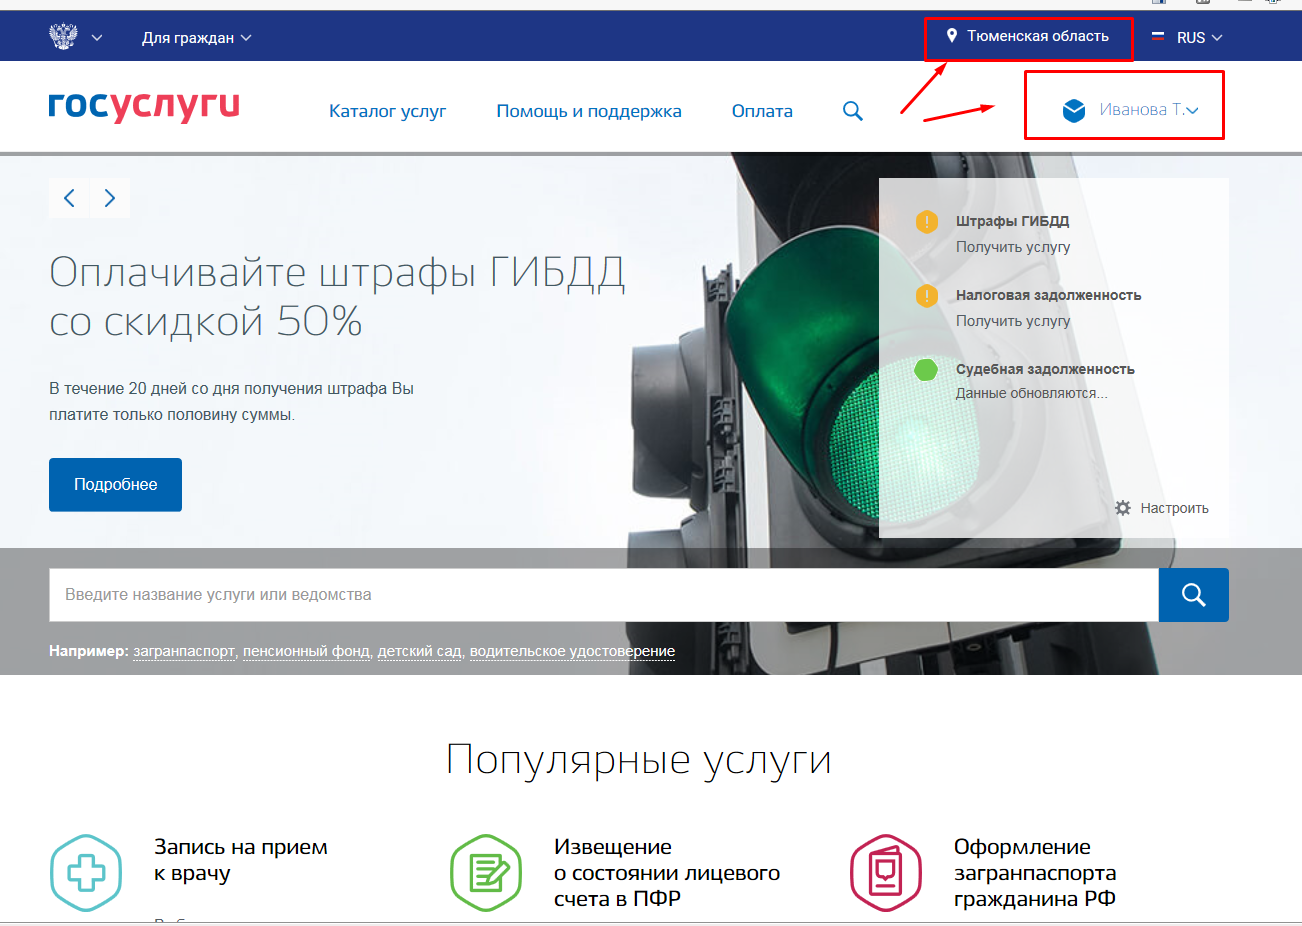 Для граждан
Тюменская область
RUS
госуслуги
Каталог услуг
Помощь и поддержка
Оплата
Иванова Т.
Оплачивайте штрафы ГИБДД
со скидкой 50%
В течение 20 дней со дня получения штрафа Вы
платите только половину суммы.
Подробнее
Штрафы ГИБДД
Получить услугу
Налоговая задолженность
Получить услугу
Судебная задолженность
Данные обновляются...
Настроить
Введите название услуги или ведомства
Например: загранпаспорт, пенсионный фонд, детский сад, водительское удостоверение
Популярные услуги
Запись на прием
к врачу
Извещение
о состоянии лицевого
счета в ПФР
Оформление
загранпаспорта
гражданина РФ